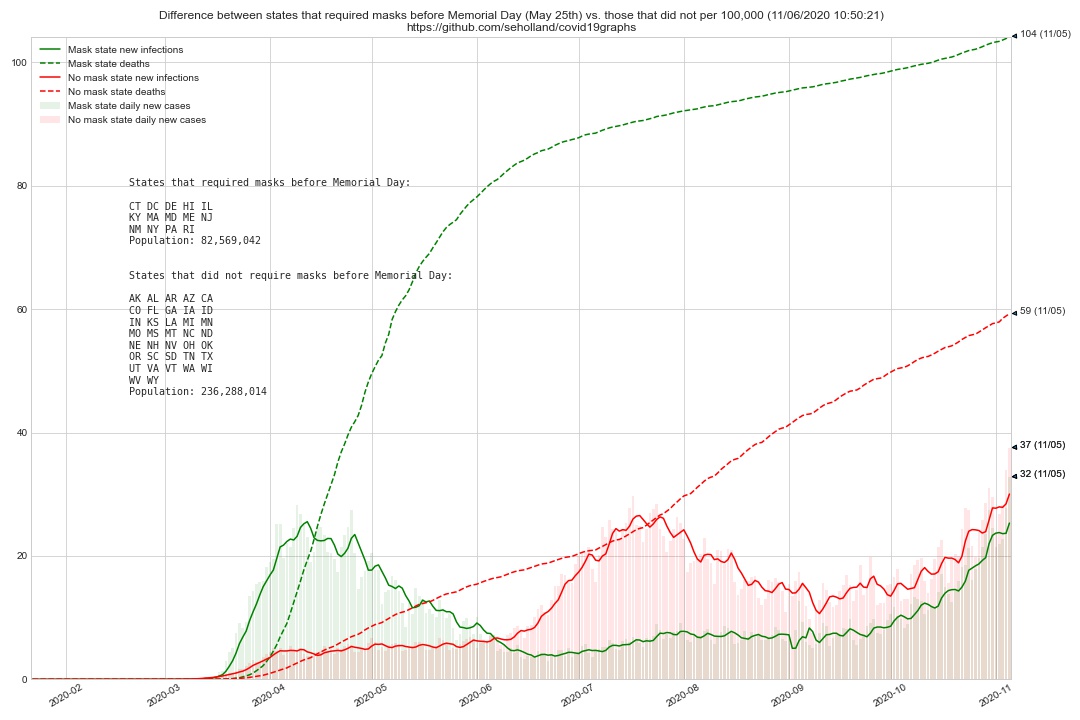 Difference between states that required masks before Memorial Day (May 25th) vs. those that did not per 100,000 (11/06/2020 10:50:21)
https://github.com/seholland/covid19graphs
Mask state new infections
Mask state deaths
No mask state new infections
No mask state deaths
Mask state daily new cases
No mask state daily new cases
States that required masks before Memorial Day:
CT DC DE HI IL
KY MA MD ME NJ
NM NY PA RI
Population: 82,569,042
States that did not require masks before Memorial Day:
AK AL AR AZ CA
CO FL GA IA ID
IN KS LA MI MN
MO MS MT NC ND
NE NH NV OH OK
OR SC SD TN TX
UT VA VT WA WI
WV WY
Population: 236,288,014
104 (11/05)
59 (11/05)
37 (11/05)
32 (11/05)
100
80
60
40
20
0
2020-02
2020-03
2020-04
2020-05
2020-06
2020-07
2020-08
2020-09
2020-10
2020-11